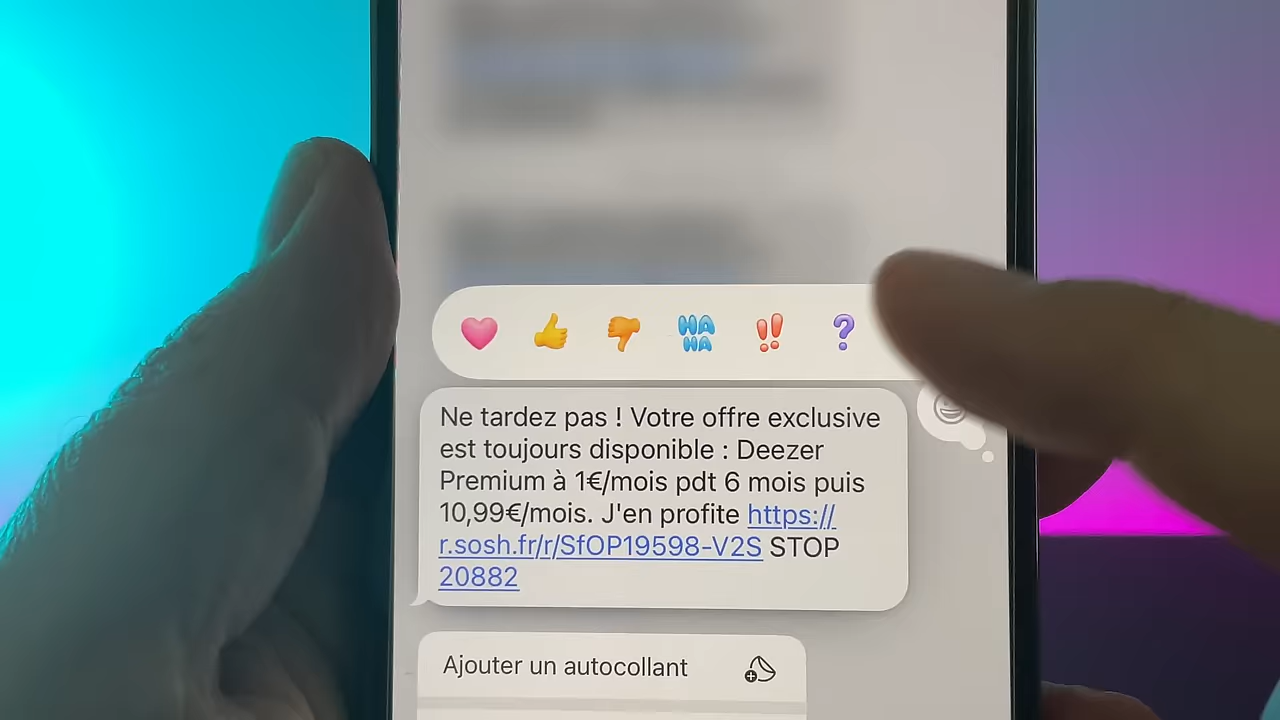 HA
HA
Ne tardez pas ! Votre offre exclusive
est toujours disponible : Deezer
Premium à 1€/mois pdt 6 mois puis
10,99€/mois. J'en profite https://
r.sosh.fr/r/SfOP19598-V2S STOP
20882
Ajouter un autocollant